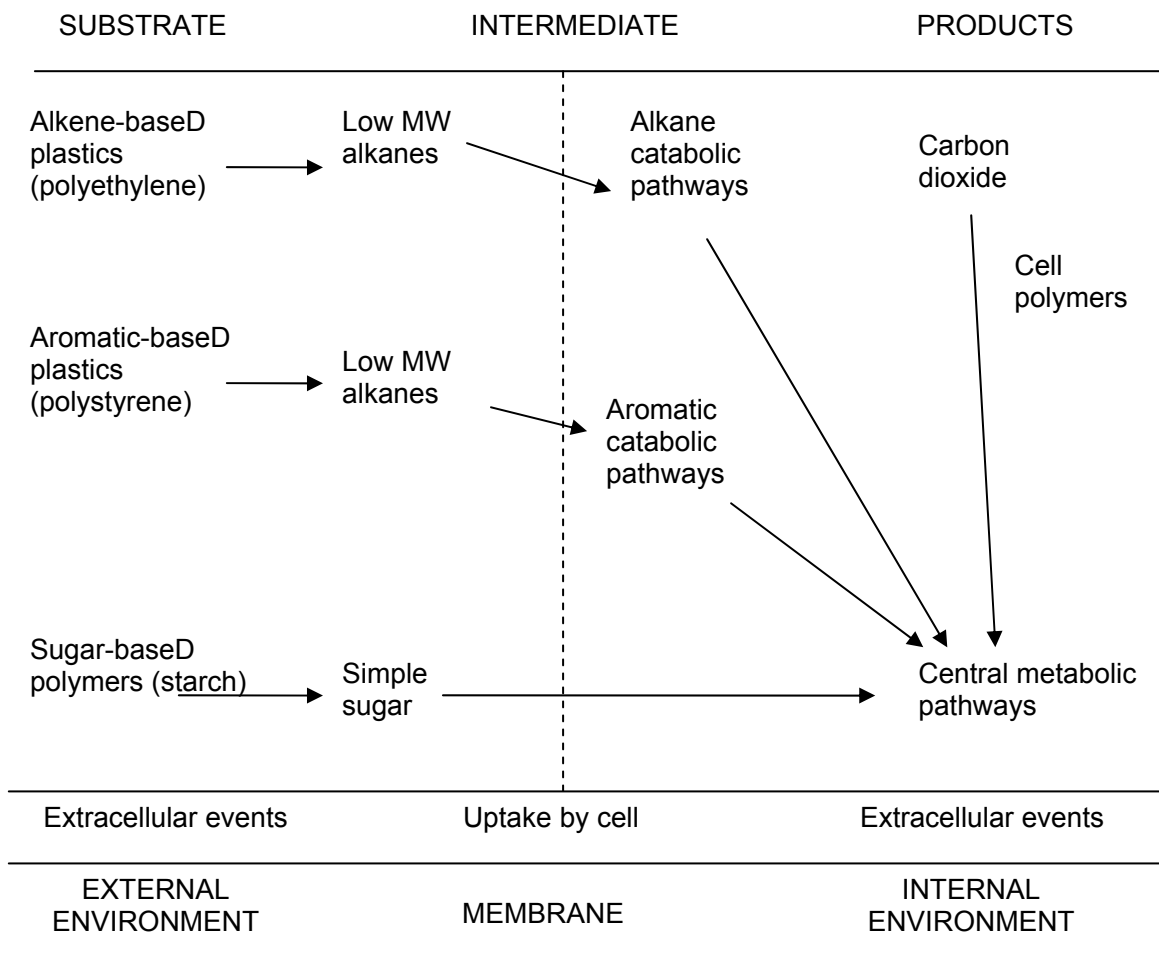 SUBSTRATE
INTERMEDIATE
PRODUCTS
Alkene-baseD
plastics
(polyethylene)
Low MW
alkanes
Alkane
catabolic
pathways
Carbon
dioxide
Cell
polymers
Aromatic-baseD
plastics
(polystyrene)
Low MW
alkanes
Aromatic
catabolic
pathways
Sugar-baseD
polymers (starch)
Simple
sugar
Central metabolic
pathways
Extracellular events
Uptake by cell
Extracellular events
EXTERNAL
ENVIRONMENT
MEMBRANE
INTERNAL
ENVIRONMENT